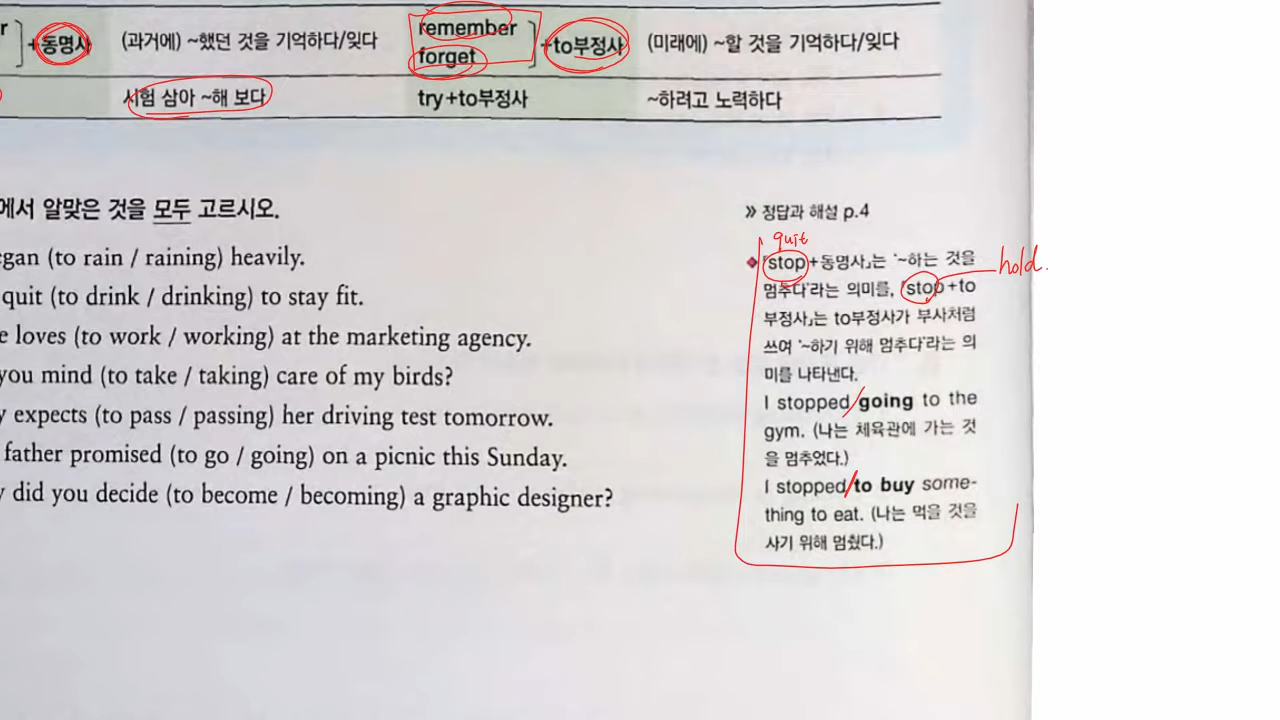 r
+동명사
(과거에) ~했던 것을 기억하다/잊다
remember
forget
+to부정사
(미래에) ~할 것을 기억하다/잊다
시험 삼아 ~해 보다
try+to부정사
~하려고 노력하다
에서 알맞은 것을 모두 고르시오.
egan (to rain / raining) heavily.
quit (to drink / drinking) to stay fit.
e loves (to work / working) at the marketing agency.
you mind (to take / taking) care of my birds?
y expects (to pass / passing) her driving test tomorrow.
father promised (to go / going) on a picnic this Sunday.
y did you decide (to become / becoming) a graphic designer?
» 정답과 해설 p.4
quit
「stop+동명사」는 '~하는 것을
hold.
멈추다'라는 의미를, 「stop+to
부정사」는 to부정사가 부사처럼
쓰여 '~하기 위해 멈추다'라는 의
미를 나타낸다.
I stopped/going to the
gym. (나는 체육관에 가는 것
을 멈추었다.)
I stopped/to buy some-
thing to eat. (나는 먹을 것을
사기 위해 멈췄다.)